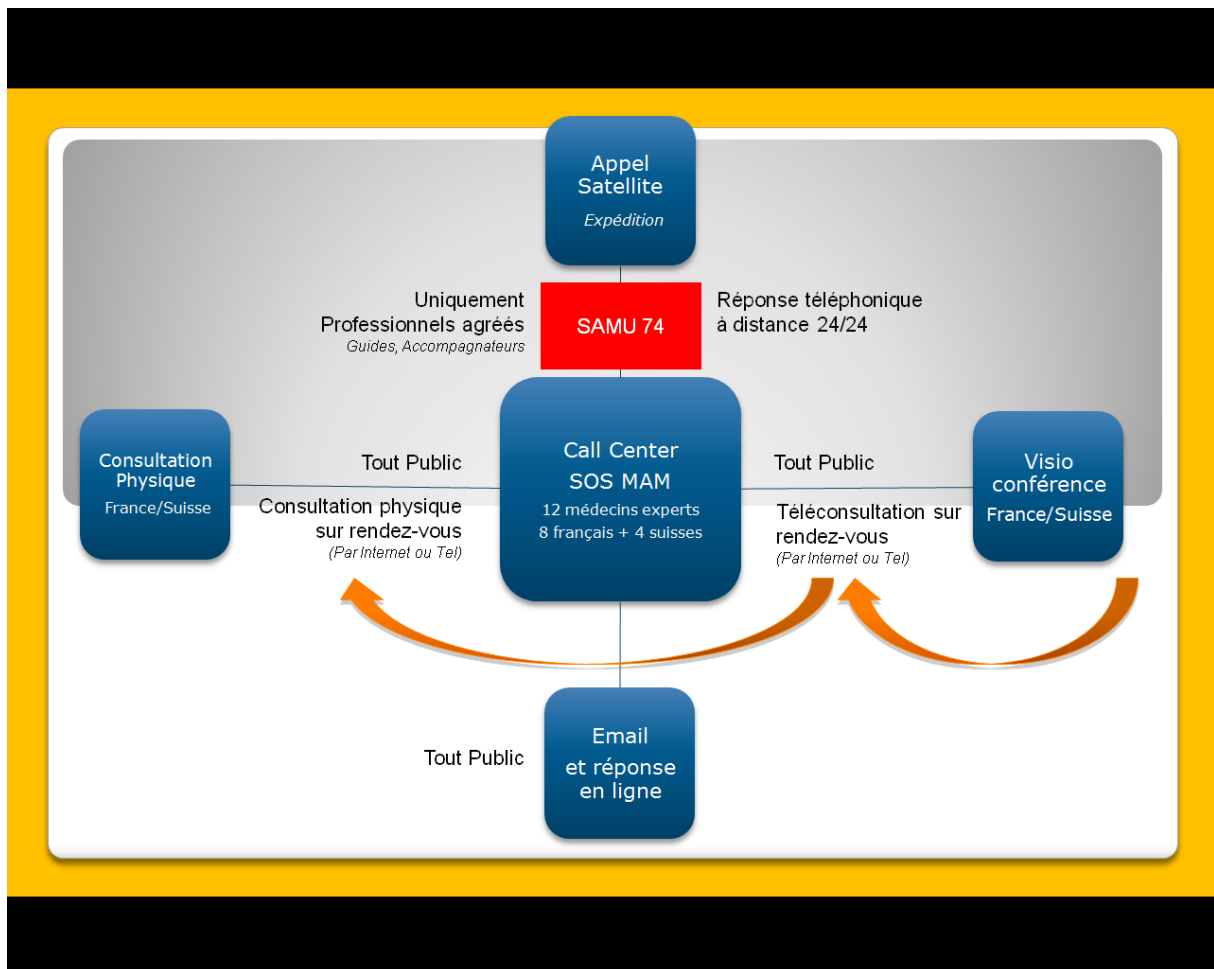 Appel
Satellite
Expédition
Uniquement
Professionnels agréés
Guides, Accompagnateurs
SAMU 74
Réponse téléphonique
à distance 24/24
Consultation
Physique
France/Suisse
Tout Public
Consultation physique
sur rendez-vous
(Par Internet ou Tel)
Call Center
SOS MAM
12 médecins experts
8 français + 4 suisses
Tout Public
Téléconsultation sur
rendez-vous
(Par Internet ou Tel)
Visio
conférence
France/Suisse
Tout Public
Email
et réponse
en ligne